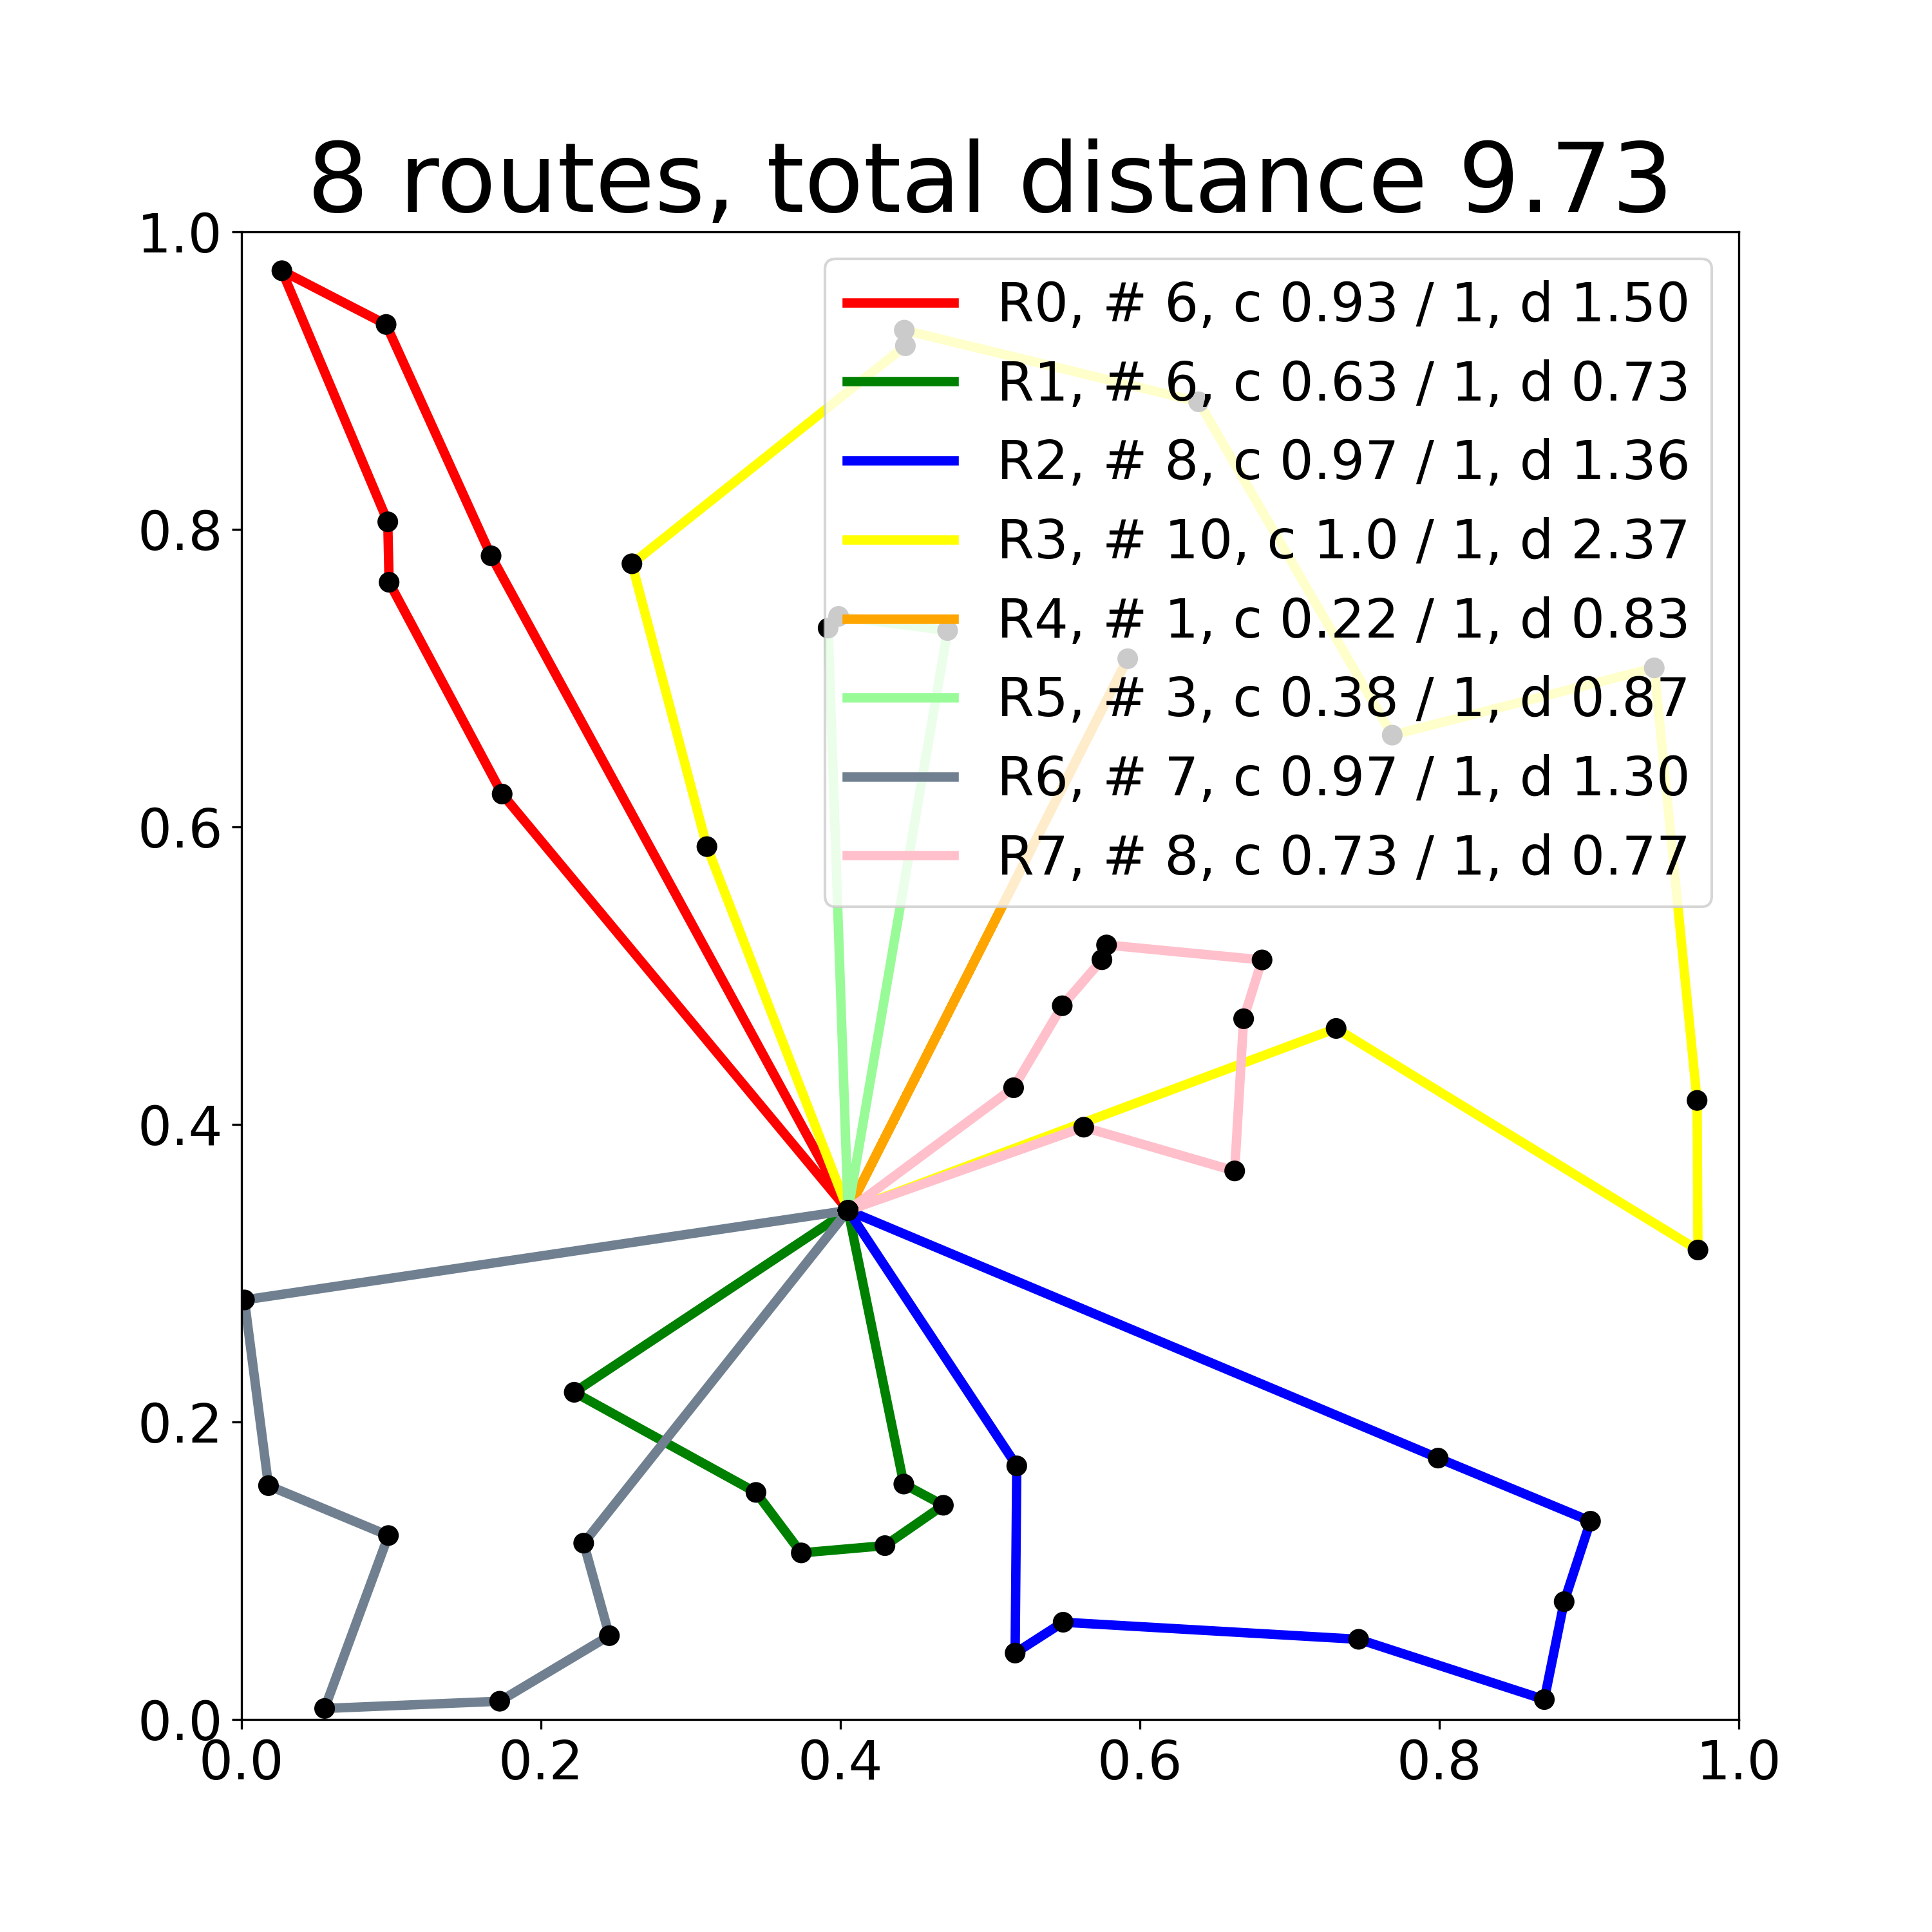 8 routes, total distance 9.73
1.0
0.8
0.6
0.4
0.2
0.0
0.0 0.2 0.4 0.6 0.8 1.0
R0, # 6, c 0.93 / 1, d 1.50
R1, # 6, c 0.63 / 1, d 0.73
R2, # 8, c 0.97 / 1, d 1.36
R3, # 10, c 1.0 / 1, d 2.37
R4, # 1, c 0.22 / 1, d 0.83
R5, # 3, c 0.38 / 1, d 0.87
R6, # 7, c 0.97 / 1, d 1.30
R7, # 8, c 0.73 / 1, d 0.77